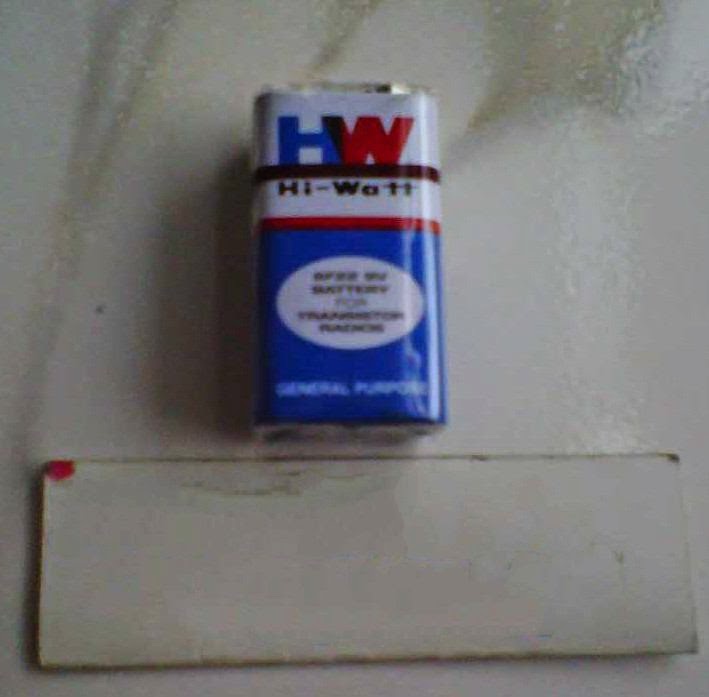 HW
Hi-Watt
6F22 9V
BATTERY
FOR
TRANSISTOR
RADIOS
GENERAL PURPOSE